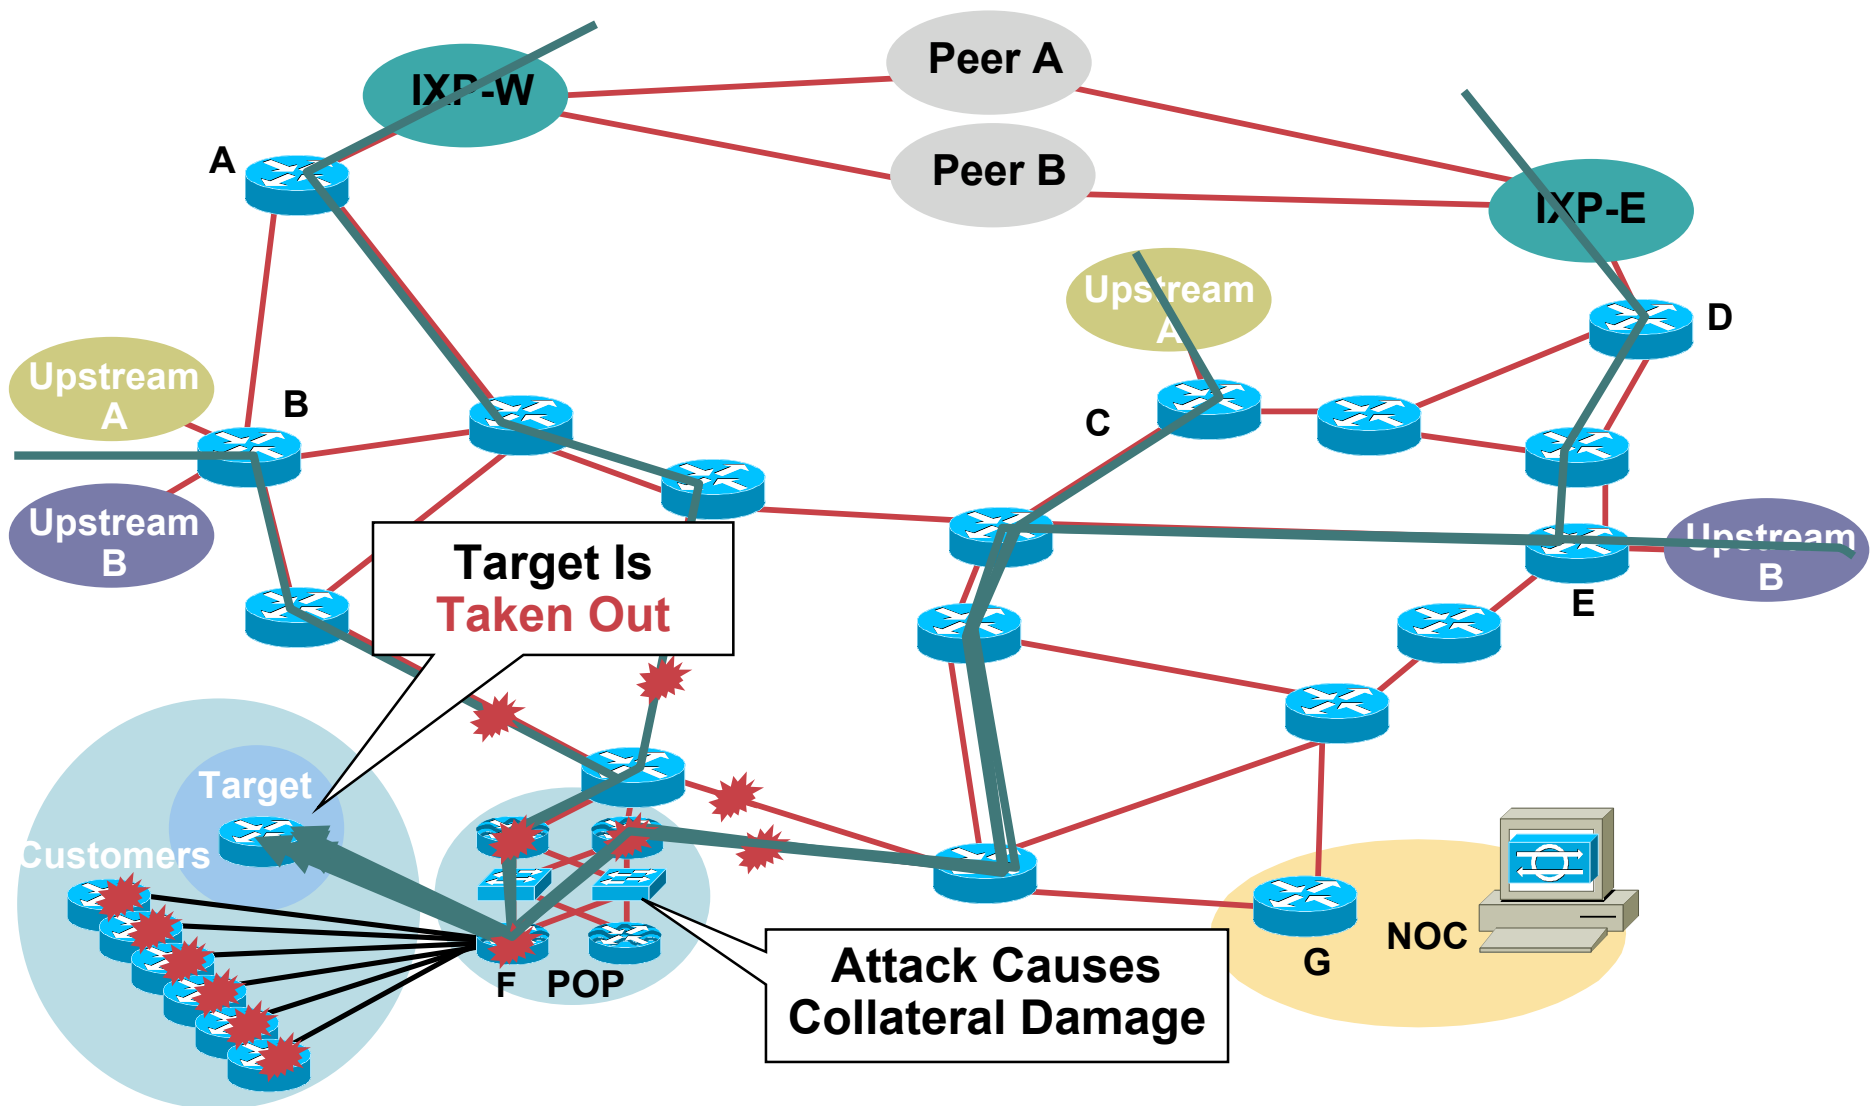 Peer A
IXP-W
A
Peer B
IXP-E
Upstream
A
D
Upstream
A
B
C
Upstream
B
Upstream
B
E
Target Is
Taken Out
Target
Customers
F
POP
Attack Causes
Collateral Damage
G
NOC